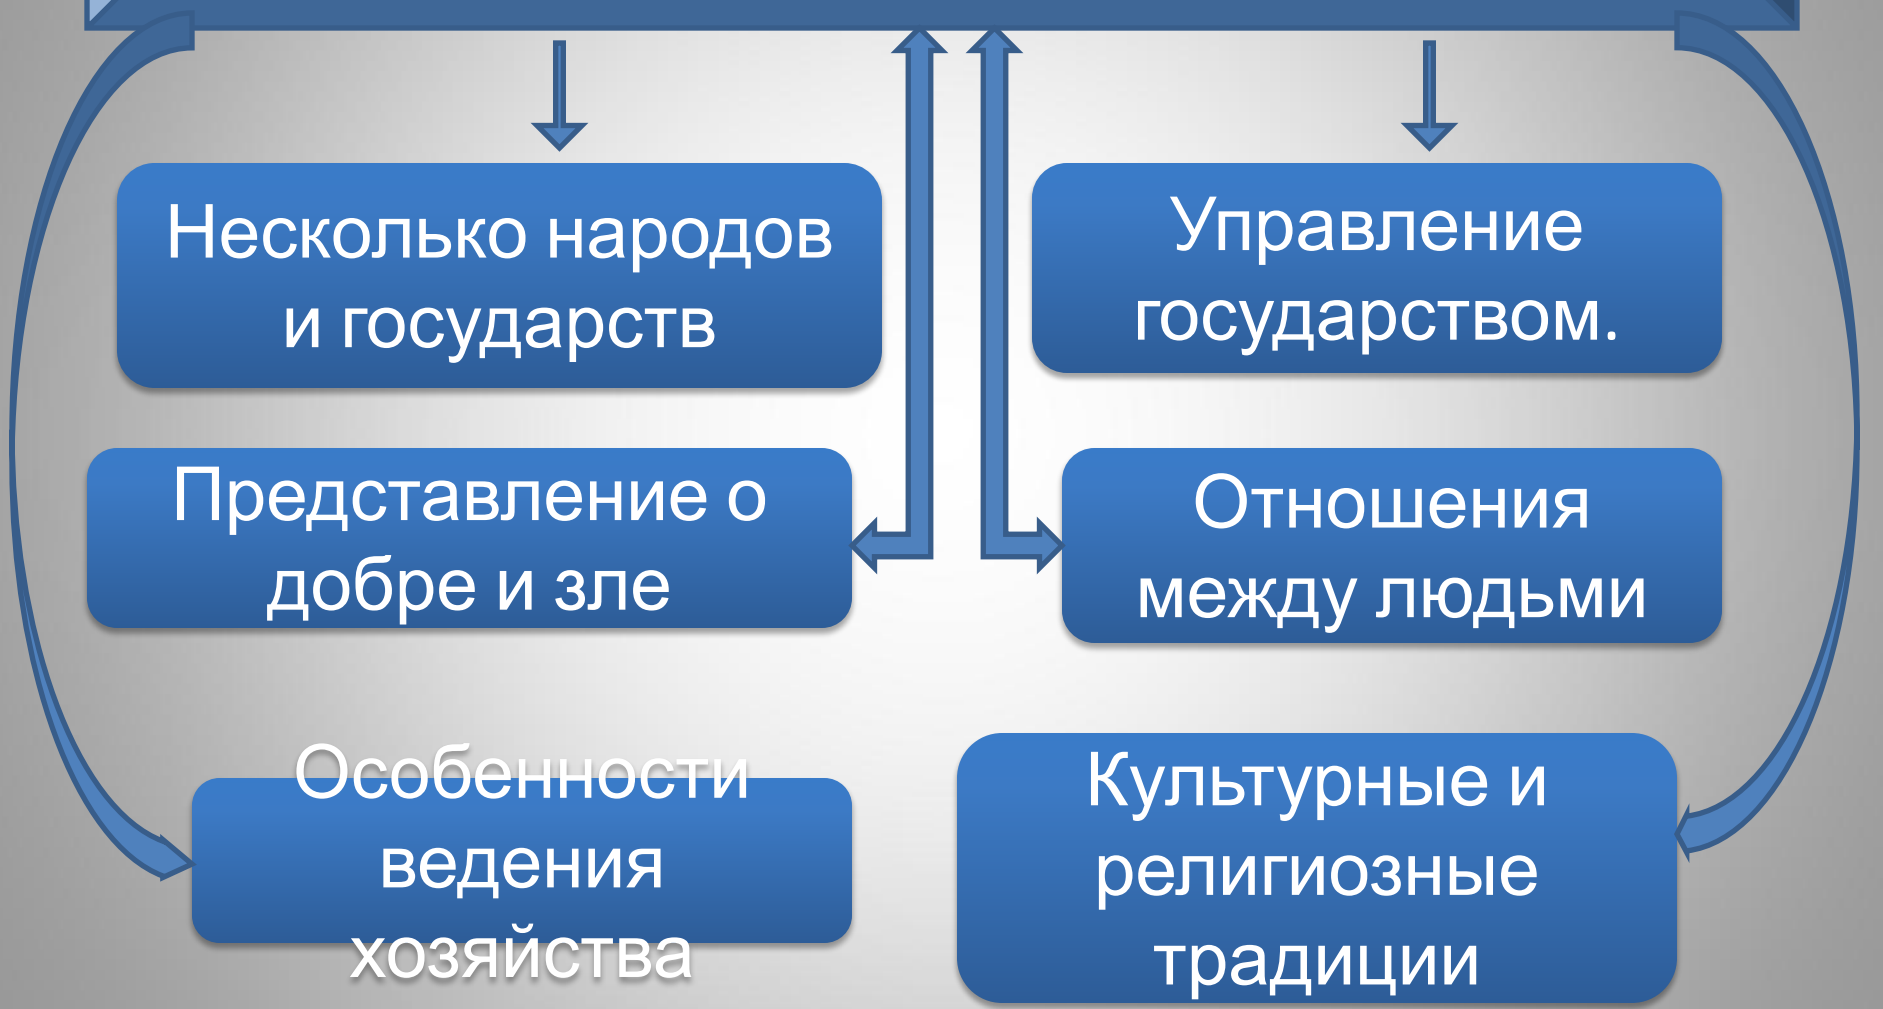 Несколько народов
и государств
Управление
государством.
Представление о
добре и зле
Отношения
между людьми
Особенности
ведения
хозяйства
Культурные и
религиозные
традиции